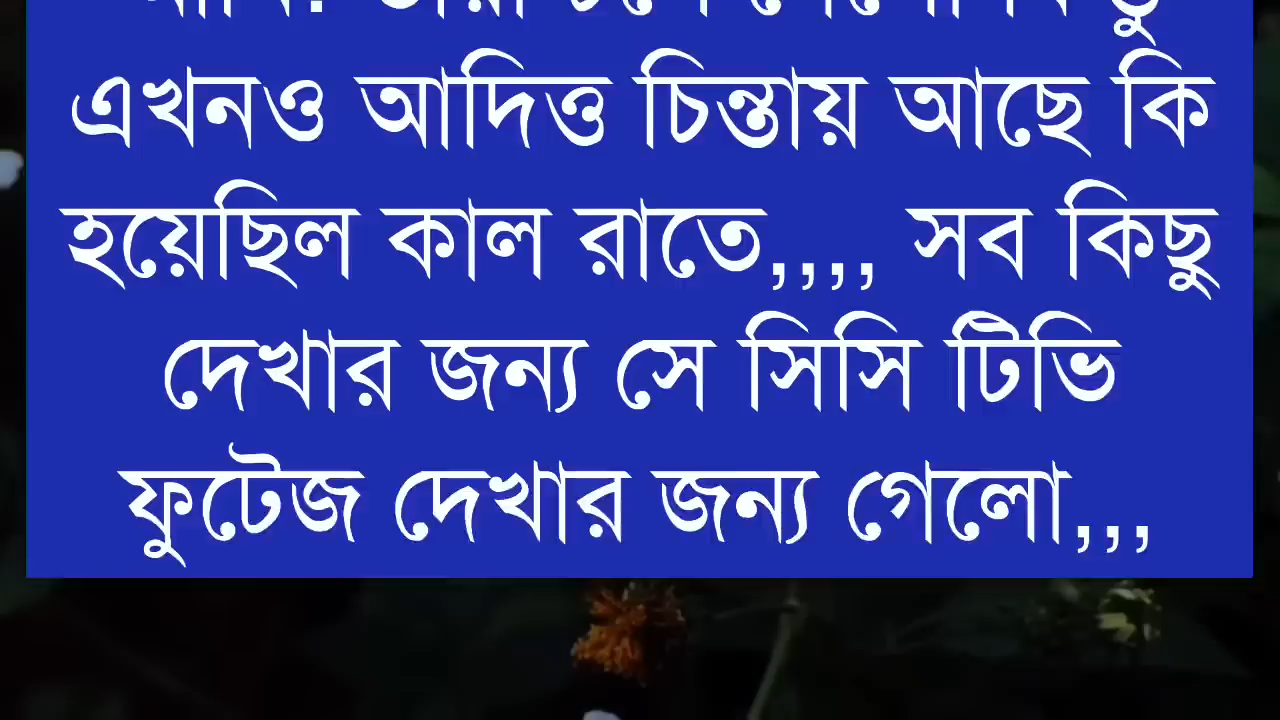 এখনও আদিত্ত চিন্তায় আছে কি
হয়েছিল কাল রাতে,,,, সব কিছু
দেখার জন্য সে সিসি টিভি
ফুটেজ দেখার জন্য গেলো,,,